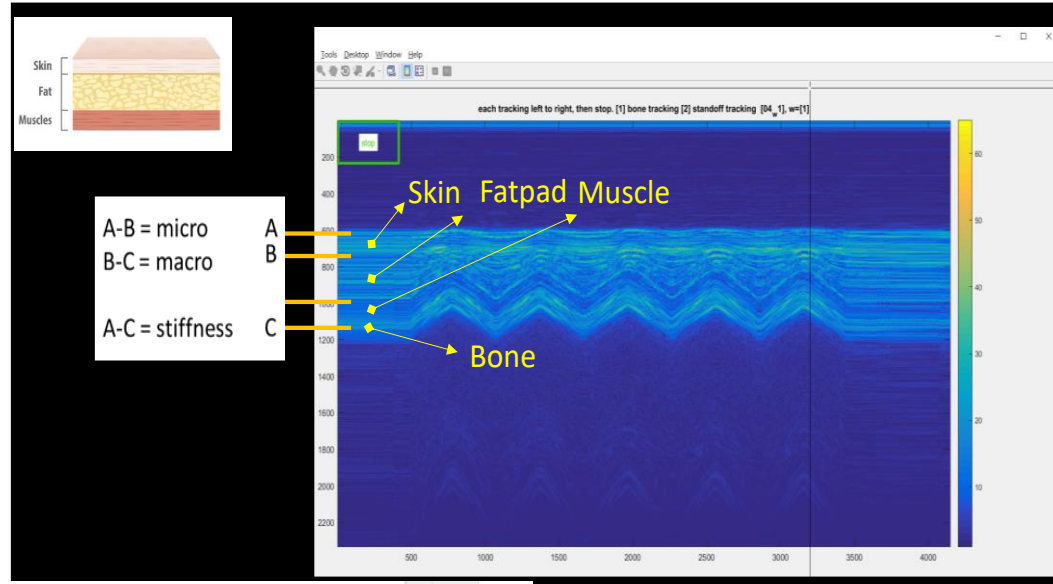 Skin
Fat
Muscles
Tools Desktop Window Help
each tracking left to right, then stop. [1] bone tracking [2] standoff tracking [04_w1], w=[1]
stop
Skin Fatpad Muscle
Bone
A-B = micro A
B-C = macro B
A-C = stiffness C
200
400
600
800
1000
1200
1400
1600
1800
2000
2200
500 1000 1500 2000 2500 3000 3500 4000
60
50
40
30
20
10